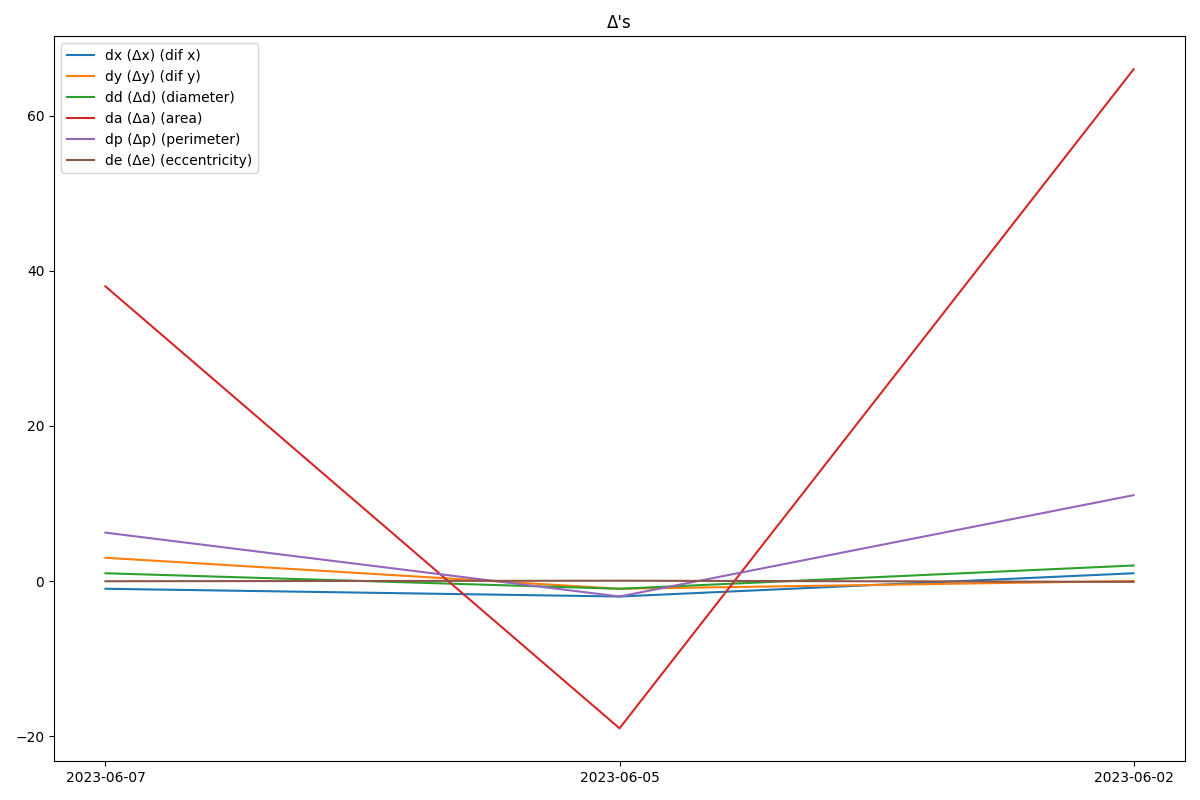 Δ's
dx (Δx) (dif x)
dy (Δy) (dif y)
dd (Δd) (diameter)
da (Δa) (area)
dp (Δp) (perimeter)
de (Δe) (eccentricity)
60
40
20
0
−20
2023-06-07 2023-06-05 2023-06-02